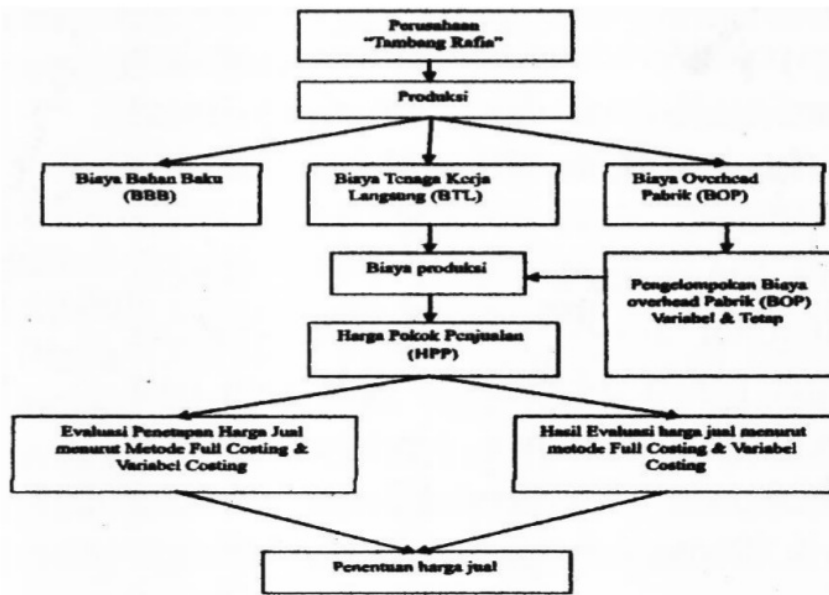 Perusahaan
"Tambang Rafia"
Produksi
Biaya Bahan Baku
(BBB)
Biaya Tenaga Kerja
Langsung (BTL)
Biaya Overhead
Pabrik (BOP)
Biaya produksi
Pengelompokan Biaya
overhead Pabrik (BOP)
Variabel & Tetap
Harga Pokok Penjualan
(HPP)
Evaluasi Penetapan Harga Jual
menurut Metode Full Costing &
Variabel Costing
Hasil Evaluasi harga jual menurut
metode Full Costing & Variabel
Costing
Penentuan harga jual